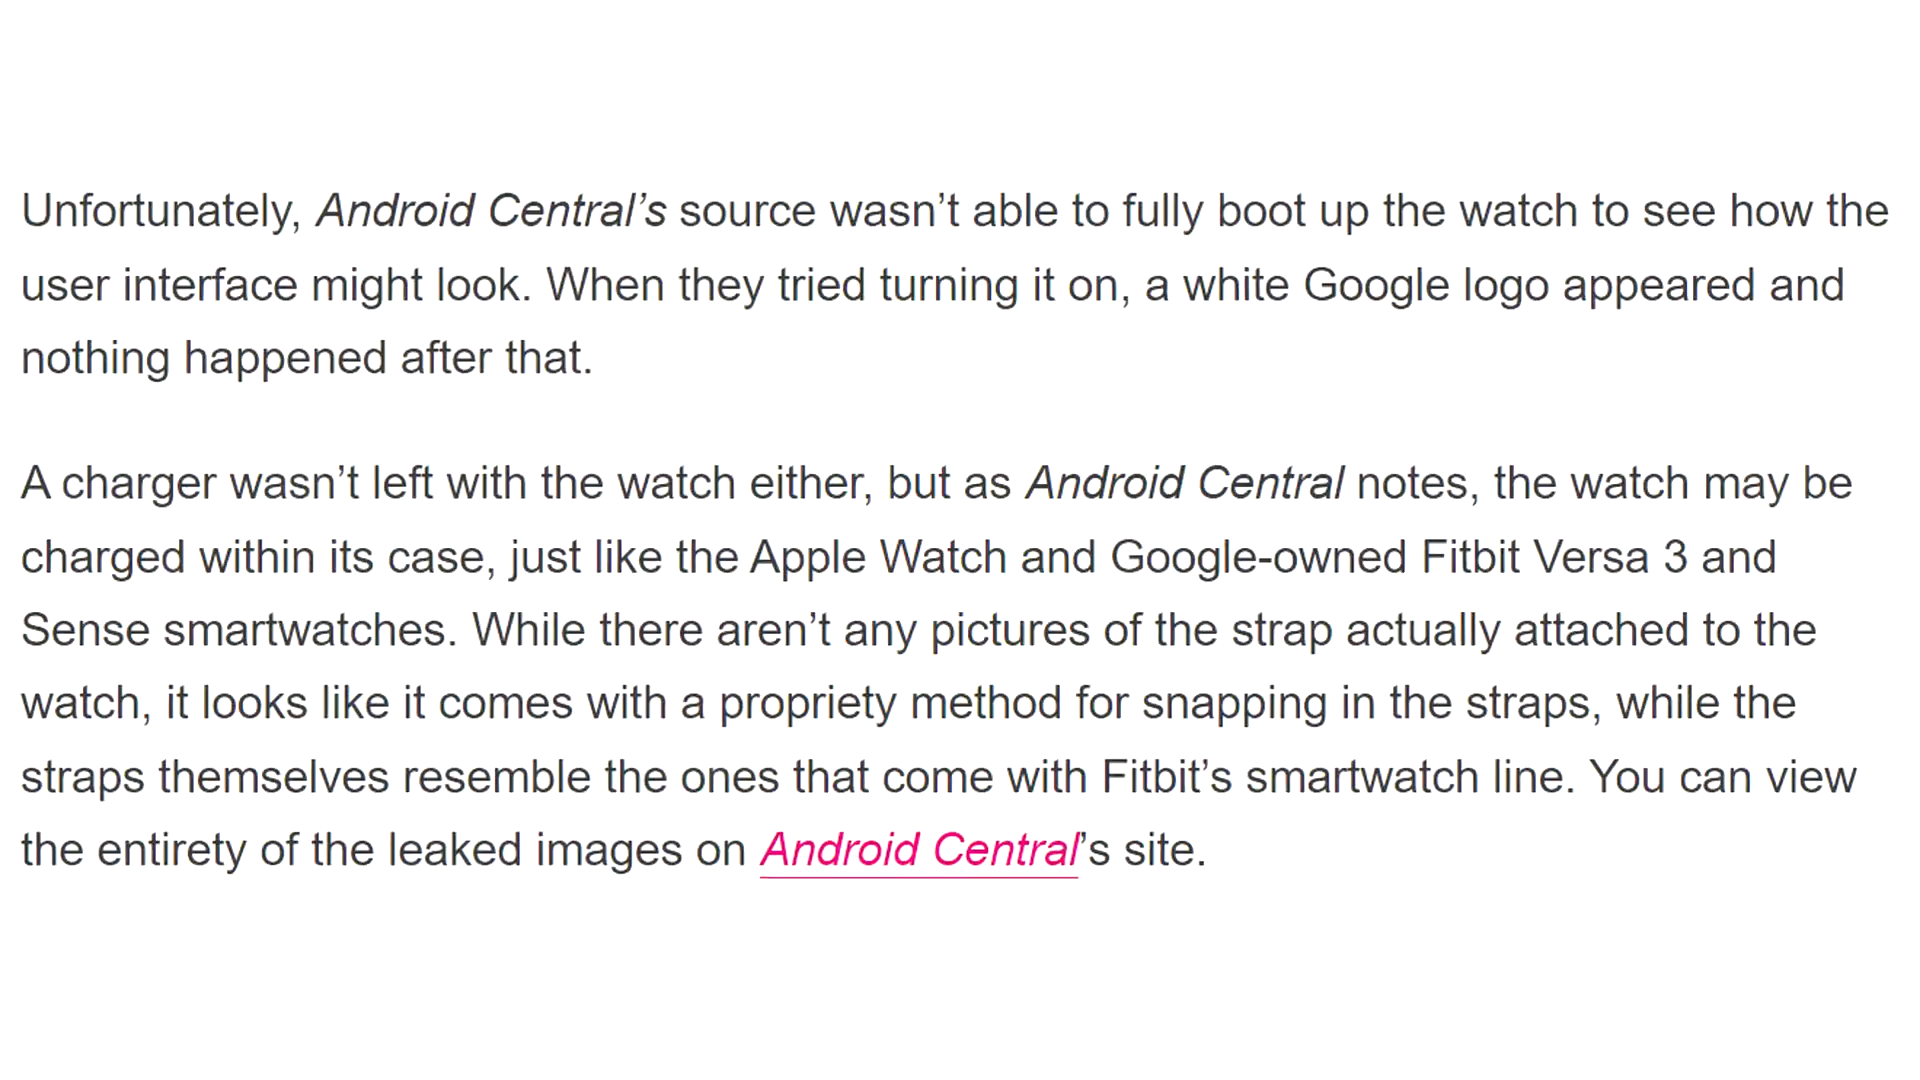 Unfortunately, Android Central’s source wasn’t able to fully boot up the watch to see how the
user interface might look. When they tried turning it on, a white Google logo appeared and
nothing happened after that.
A charger wasn’t left with the watch either, but as Android Central notes, the watch may be
charged within its case, just like the Apple Watch and Google-owned Fitbit Versa 3 and
Sense smartwatches. While there aren’t any pictures of the strap actually attached to the
watch, it looks like it comes with a propriety method for snapping in the straps, while the
straps themselves resemble the ones that come with Fitbit’s smartwatch line. You can view
the entirety of the leaked images on Android Central’s site.